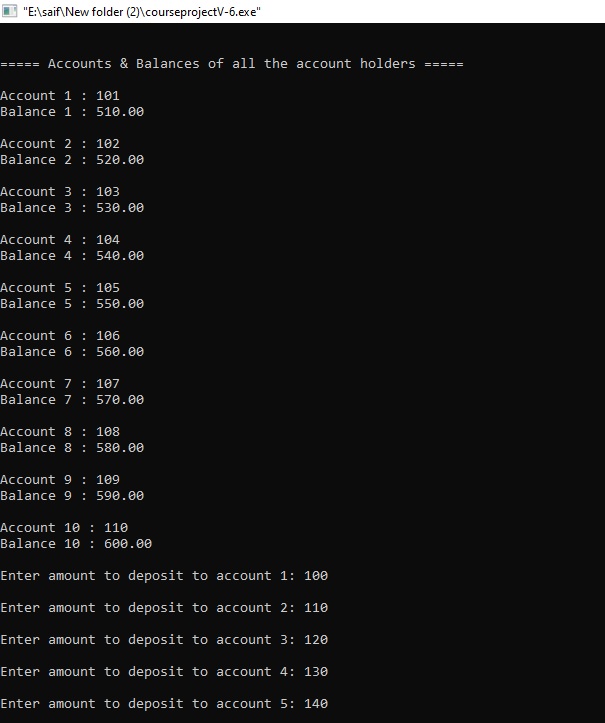 "E:\saif\New folder (2)\courseprojectV-6.exe"
===== Accounts & Balances of all the account holders =====
Account 1 : 101
Balance 1 : 510.00
Account 2 : 102
Balance 2 : 520.00
Account 3 : 103
Balance 3 : 530.00
Account 4 : 104
Balance 4 : 540.00
Account 5 : 105
Balance 5 : 550.00
Account 6 : 106
Balance 6 : 560.00
Account 7 : 107
Balance 7 : 570.00
Account 8 : 108
Balance 8 : 580.00
Account 9 : 109
Balance 9 : 590.00
Account 10 : 110
Balance 10 : 600.00
Enter amount to deposit to account 1: 100
Enter amount to deposit to account 2: 110
Enter amount to deposit to account 3: 120
Enter amount to deposit to account 4: 130
Enter amount to deposit to account 5: 140